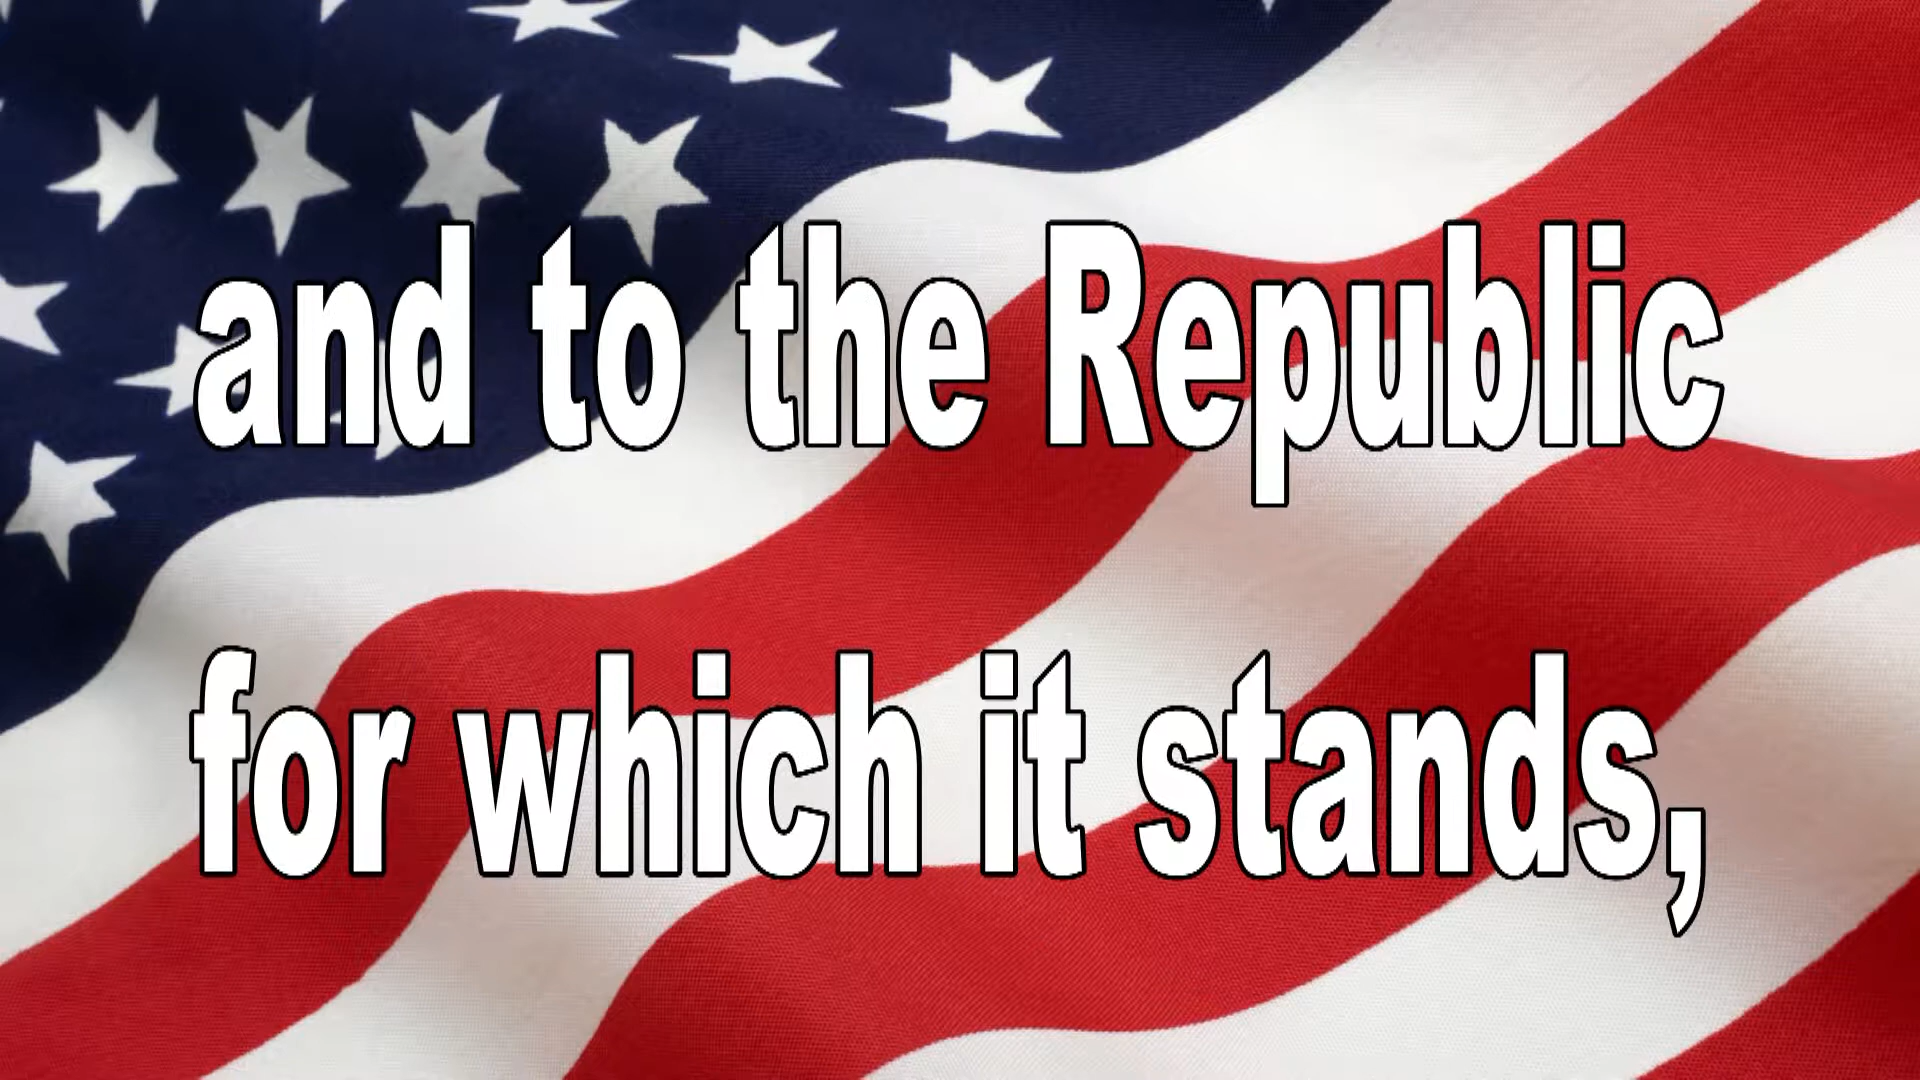 and to the Republic
for which it stands,